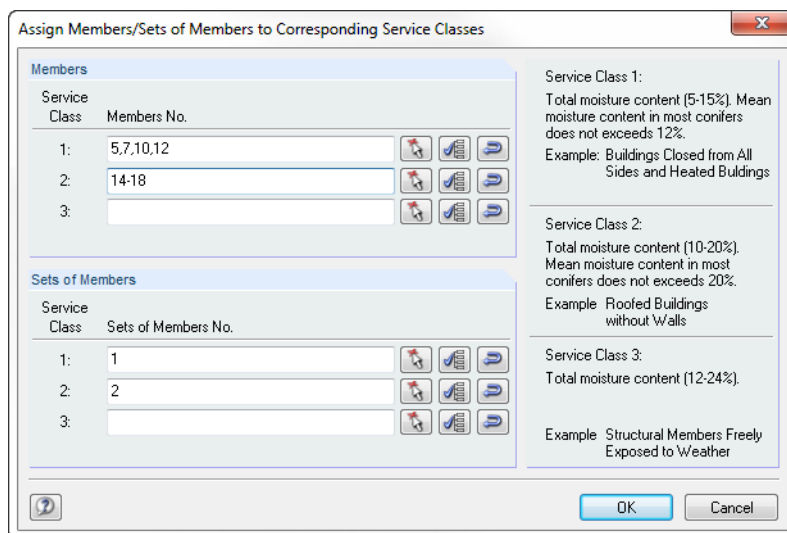 Assign Members/Sets of Members to Corresponding Service Classes
Members
Service
Class Members No.
1: 5,7,10,12
2: 14-18
3:
Sets of Members
Service
Class Sets of Members No.
1: 1
2: 2
3:
Service Class 1:
Total moisture content (5-15%). Mean
moisture content in most conifers
does not exceeds 12%.
Example: Buildings Closed from All
Sides and Heated Buldings
Service Class 2:
Total moisture content (10-20%).
Mean moisture content in most
conifers does not exceeds 20%.
Example Roofed Buildings
without Walls
Service Class 3:
Total moisture content (12-24%).
Example Structural Members Freely
Exposed to Weather
OK Cancel